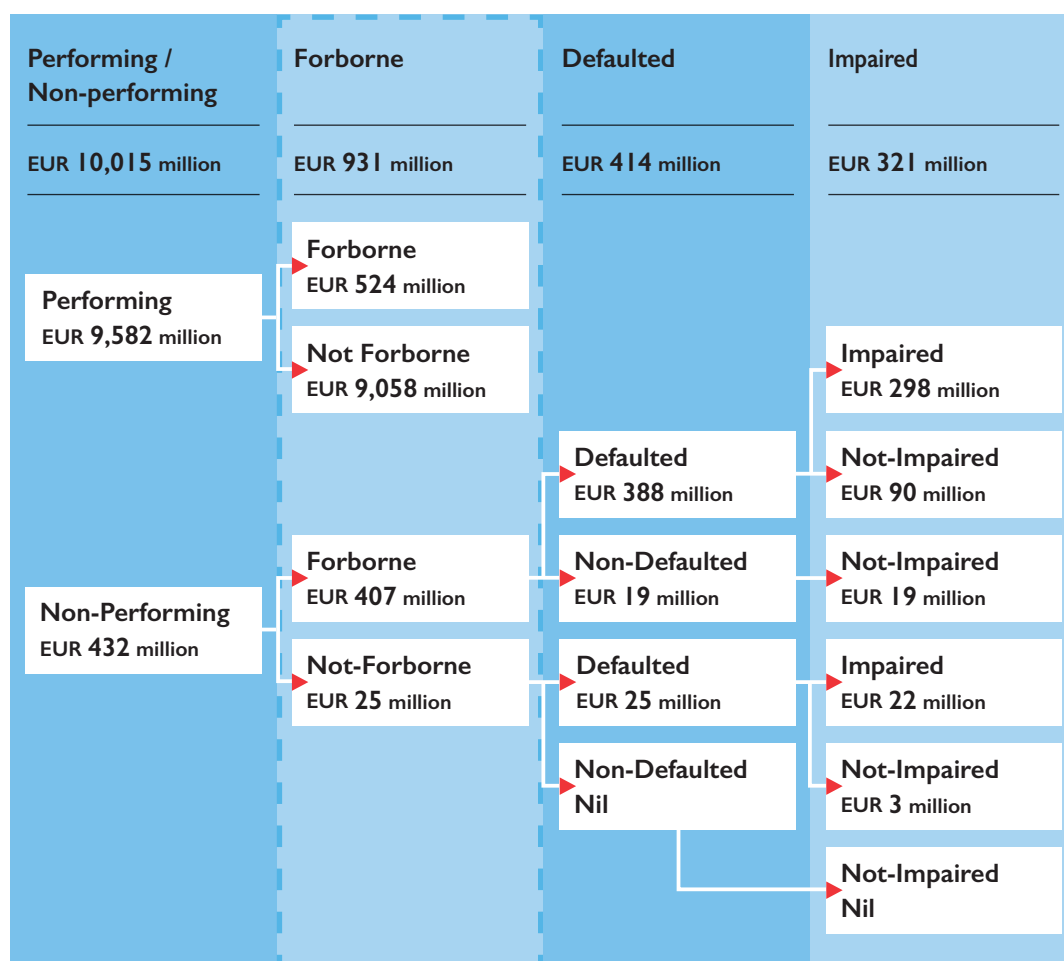 Performing /
Non-performing
EUR 10,015 million
Performing
EUR 9,582 million
Non-Performing
EUR 432 million
Forborne
EUR 931 million
Forborne
EUR 524 million
Not Forborne
EUR 9,058 million
Forborne
EUR 407 million
Not-Forborne
EUR 25 million
Defaulted
EUR 414 million
Defaulted
EUR 388 million
Non-Defaulted
EUR 19 million
Defaulted
EUR 25 million
Non-Defaulted
Nil
Impaired
EUR 321 million
Impaired
EUR 298 million
Not-Impaired
EUR 90 million
Not-Impaired
EUR 19 million
Impaired
EUR 22 million
Not-Impaired
EUR 3 million
Not-Impaired
Nil